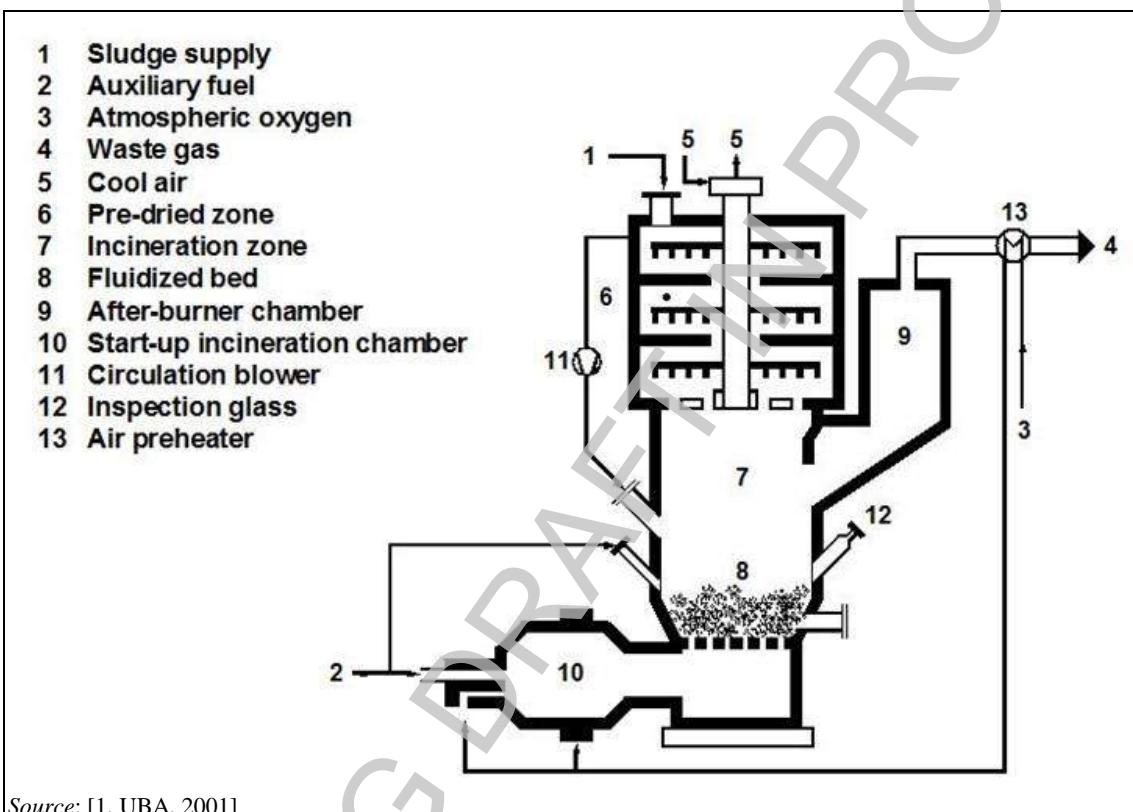 1 Sludge supply
2 Auxiliary fuel
3 Atmospheric oxygen
4 Waste gas
5 Cool air
6 Pre-dried zone
7 Incineration zone
8 Fluidized bed
9 After-burner chamber
10 Start-up incineration chamber
11 Circulation blower
12 Inspection glass
13 Air preheater
5 5
1
13
4
6
9
11
3
7
12
8
2
10
G DRAFT IN PRO
Source: [1, UBA, 2001]